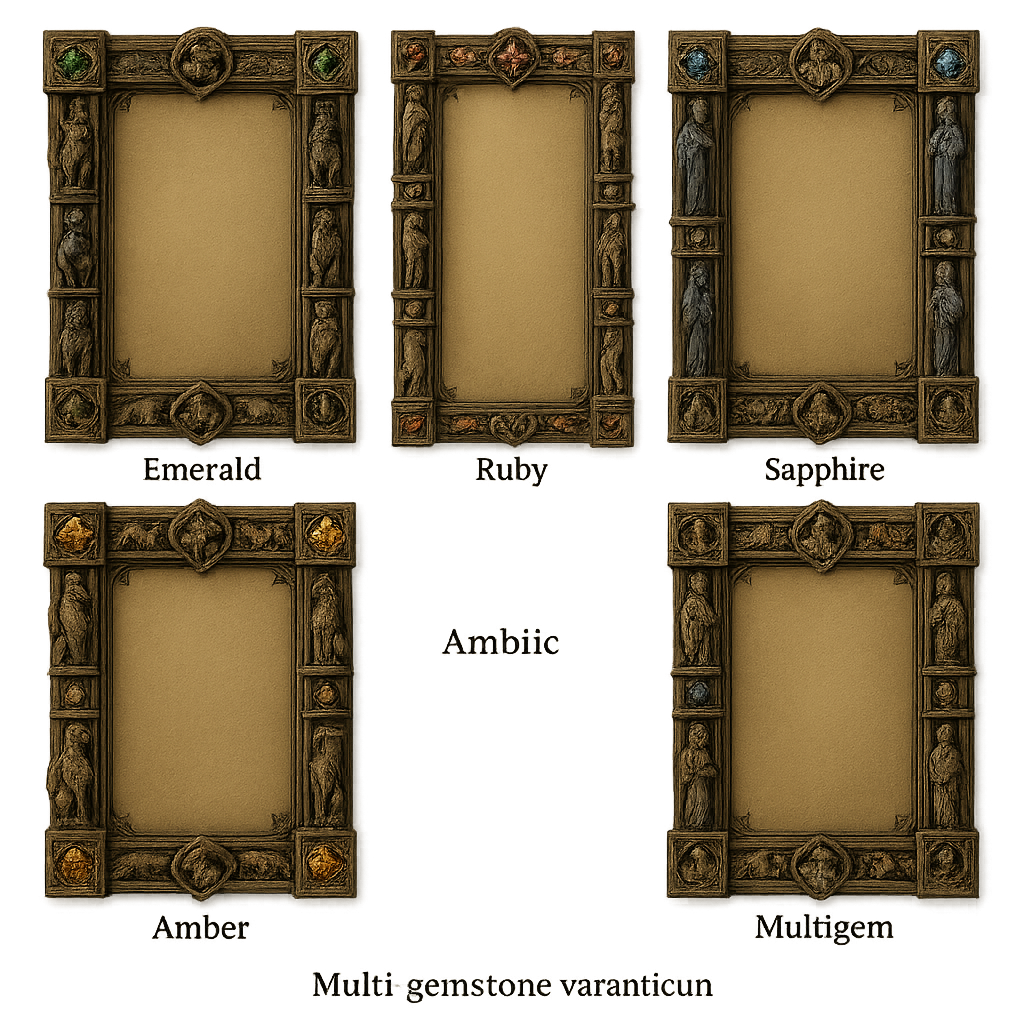 Emerald
Ruby
Sapphire
Ambiic
Amber
Multigem
Multi-gemstone varanticun